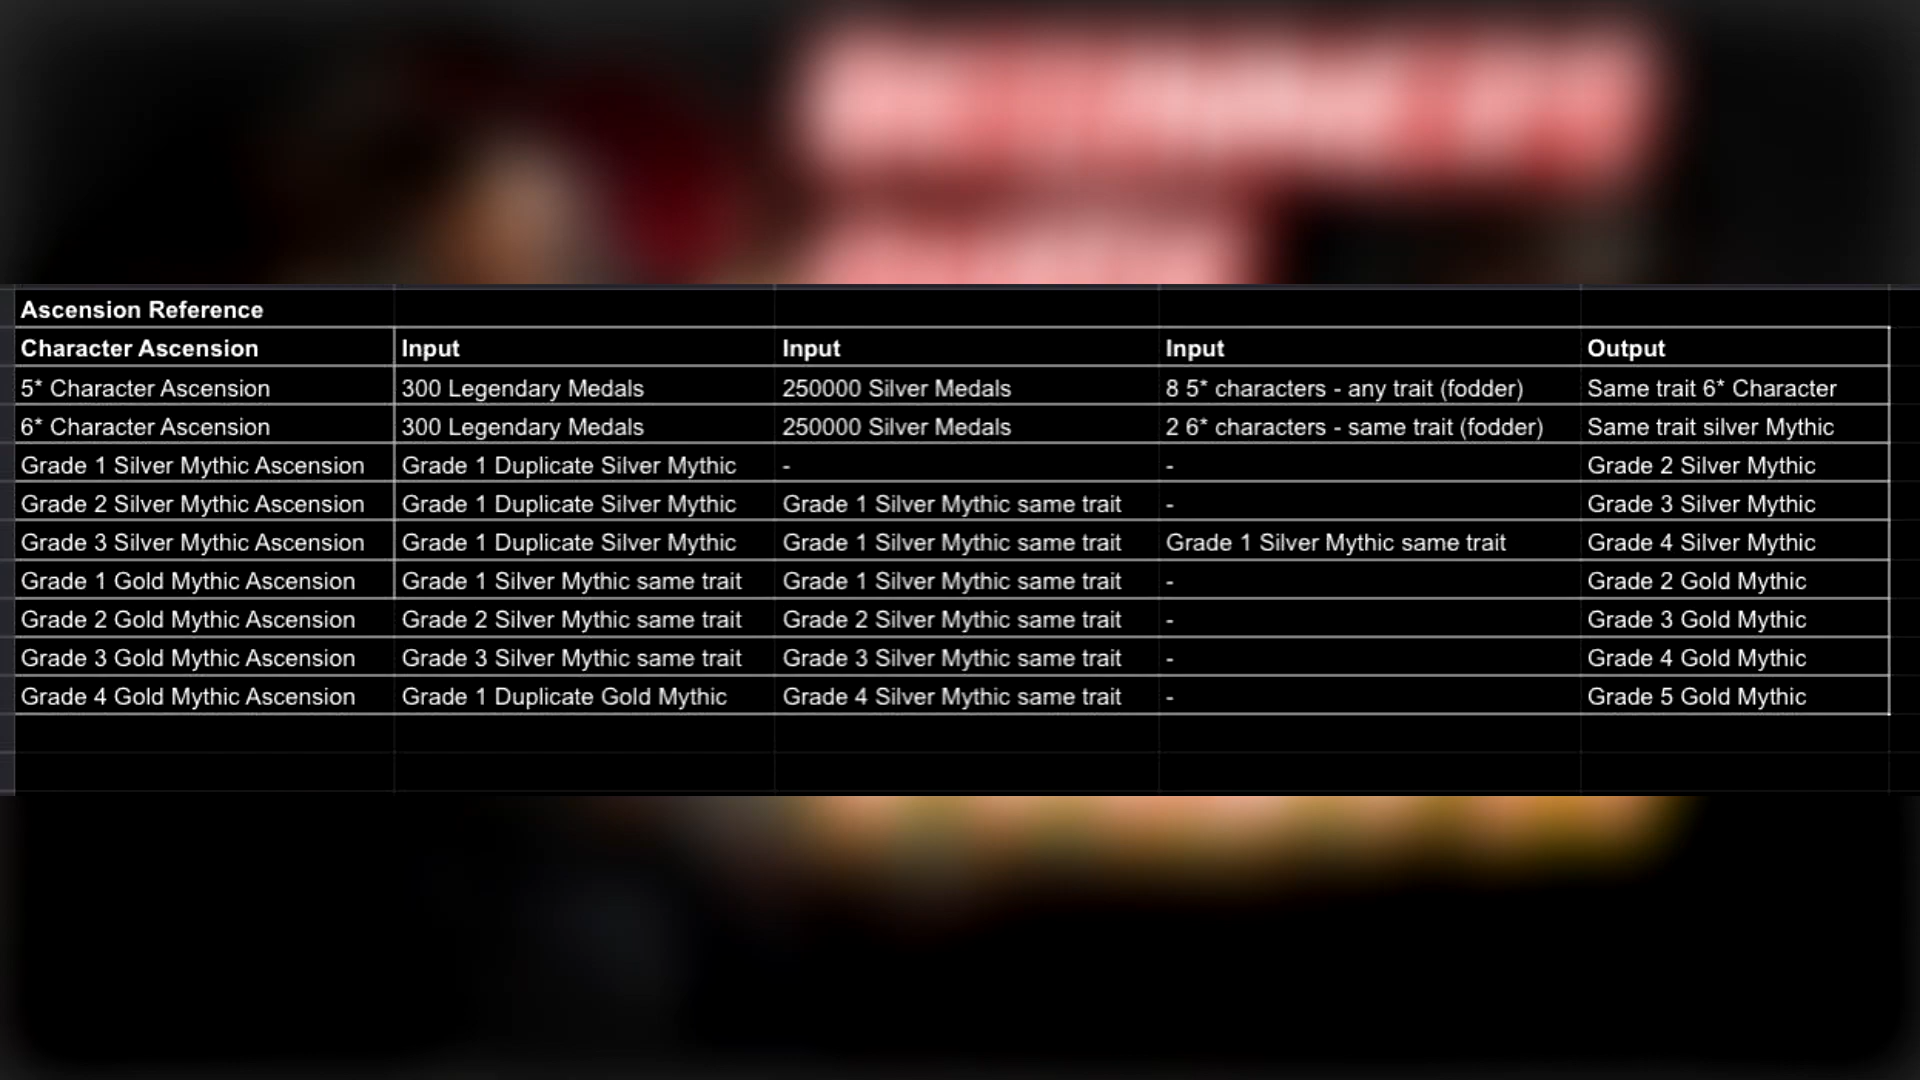 Ascension Reference
Character Ascension Input Input Input Output
5* Character Ascension 300 Legendary Medals 250000 Silver Medals 8 5* characters - any trait (fodder) Same trait 6* Character
6* Character Ascension 300 Legendary Medals 250000 Silver Medals 2 6* characters - same trait (fodder) Same trait silver Mythic
Grade 1 Silver Mythic Ascension Grade 1 Duplicate Silver Mythic - - Grade 2 Silver Mythic
Grade 2 Silver Mythic Ascension Grade 1 Duplicate Silver Mythic Grade 1 Silver Mythic same trait - Grade 3 Silver Mythic
Grade 3 Silver Mythic Ascension Grade 1 Duplicate Silver Mythic Grade 1 Silver Mythic same trait Grade 1 Silver Mythic same trait Grade 4 Silver Mythic
Grade 1 Gold Mythic Ascension Grade 1 Silver Mythic same trait Grade 1 Silver Mythic same trait - Grade 2 Gold Mythic
Grade 2 Gold Mythic Ascension Grade 2 Silver Mythic same trait Grade 2 Silver Mythic same trait - Grade 3 Gold Mythic
Grade 3 Gold Mythic Ascension Grade 3 Silver Mythic same trait Grade 3 Silver Mythic same trait - Grade 4 Gold Mythic
Grade 4 Gold Mythic Ascension Grade 1 Duplicate Gold Mythic Grade 4 Silver Mythic same trait - Grade 5 Gold Mythic